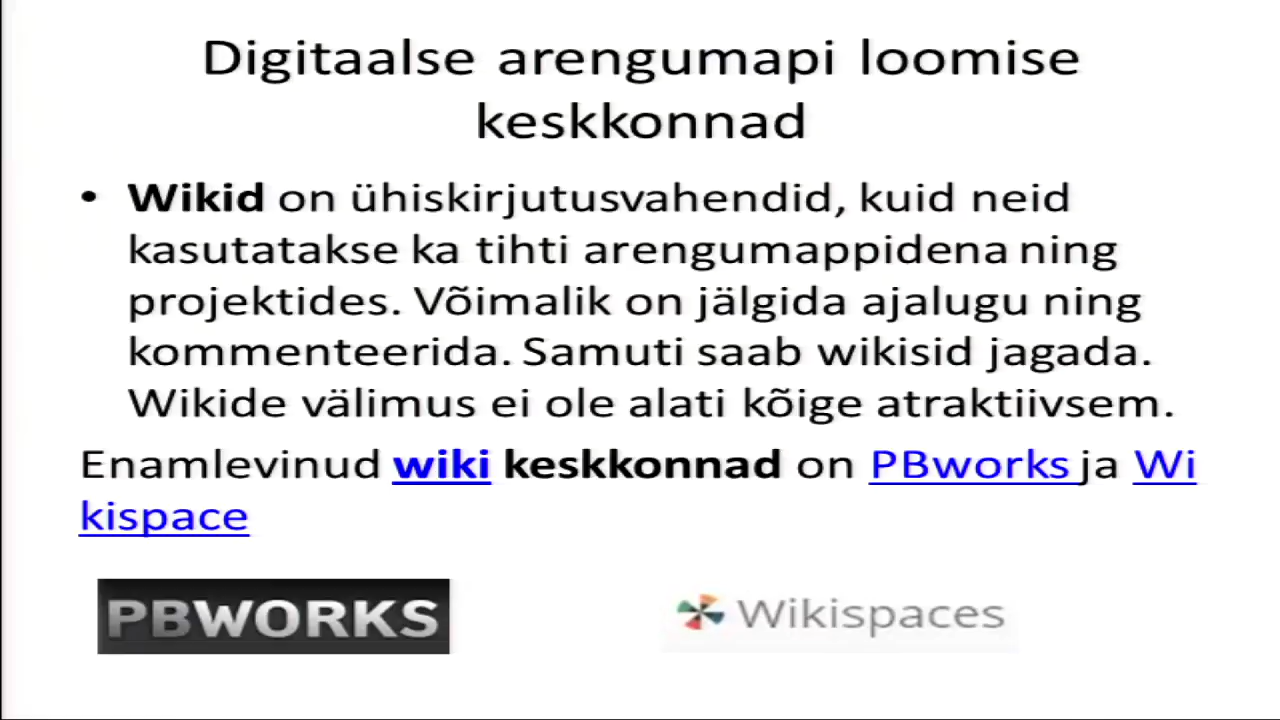 Digitaalse arengumapi loomise
keskkonnad
• Wikid on ühiskirjutusvahendid, kuid neid
kasutatakse ka tihti arengumappidena ning
projektides. Võimalik on jälgida ajalugu ning
kommenteerida. Samuti saab wikisid jagada.
Wikide välimus ei ole alati kõige atraktiivsem.
Enamlevinud wiki keskkonnad on PBworks ja Wi
kispace
PBWORKS
Wikispaces